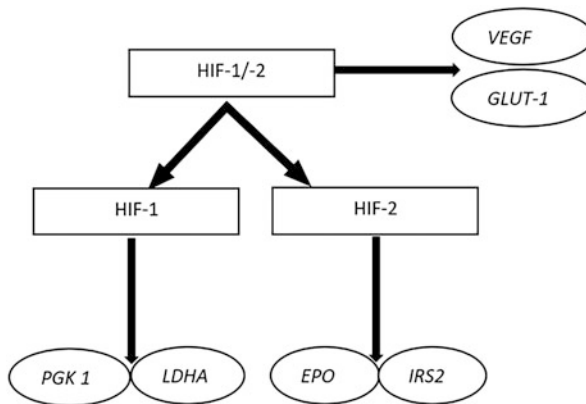 VEGF
HIF-1/-2
GLUT-1
HIF-1
HIF-2
PGK 1
LDHA
EPO
IRS2